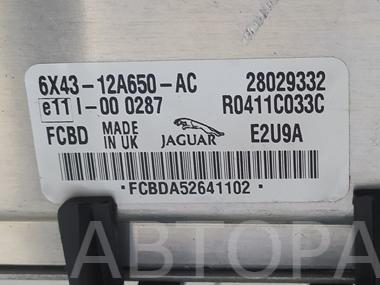 6X43-12A650-AC 28029332
e11 I-00 0287 R0411C033C
FCBD MADE IN UK JAGUAR E2U9A
*FCBDA52641102*
АВТОРА